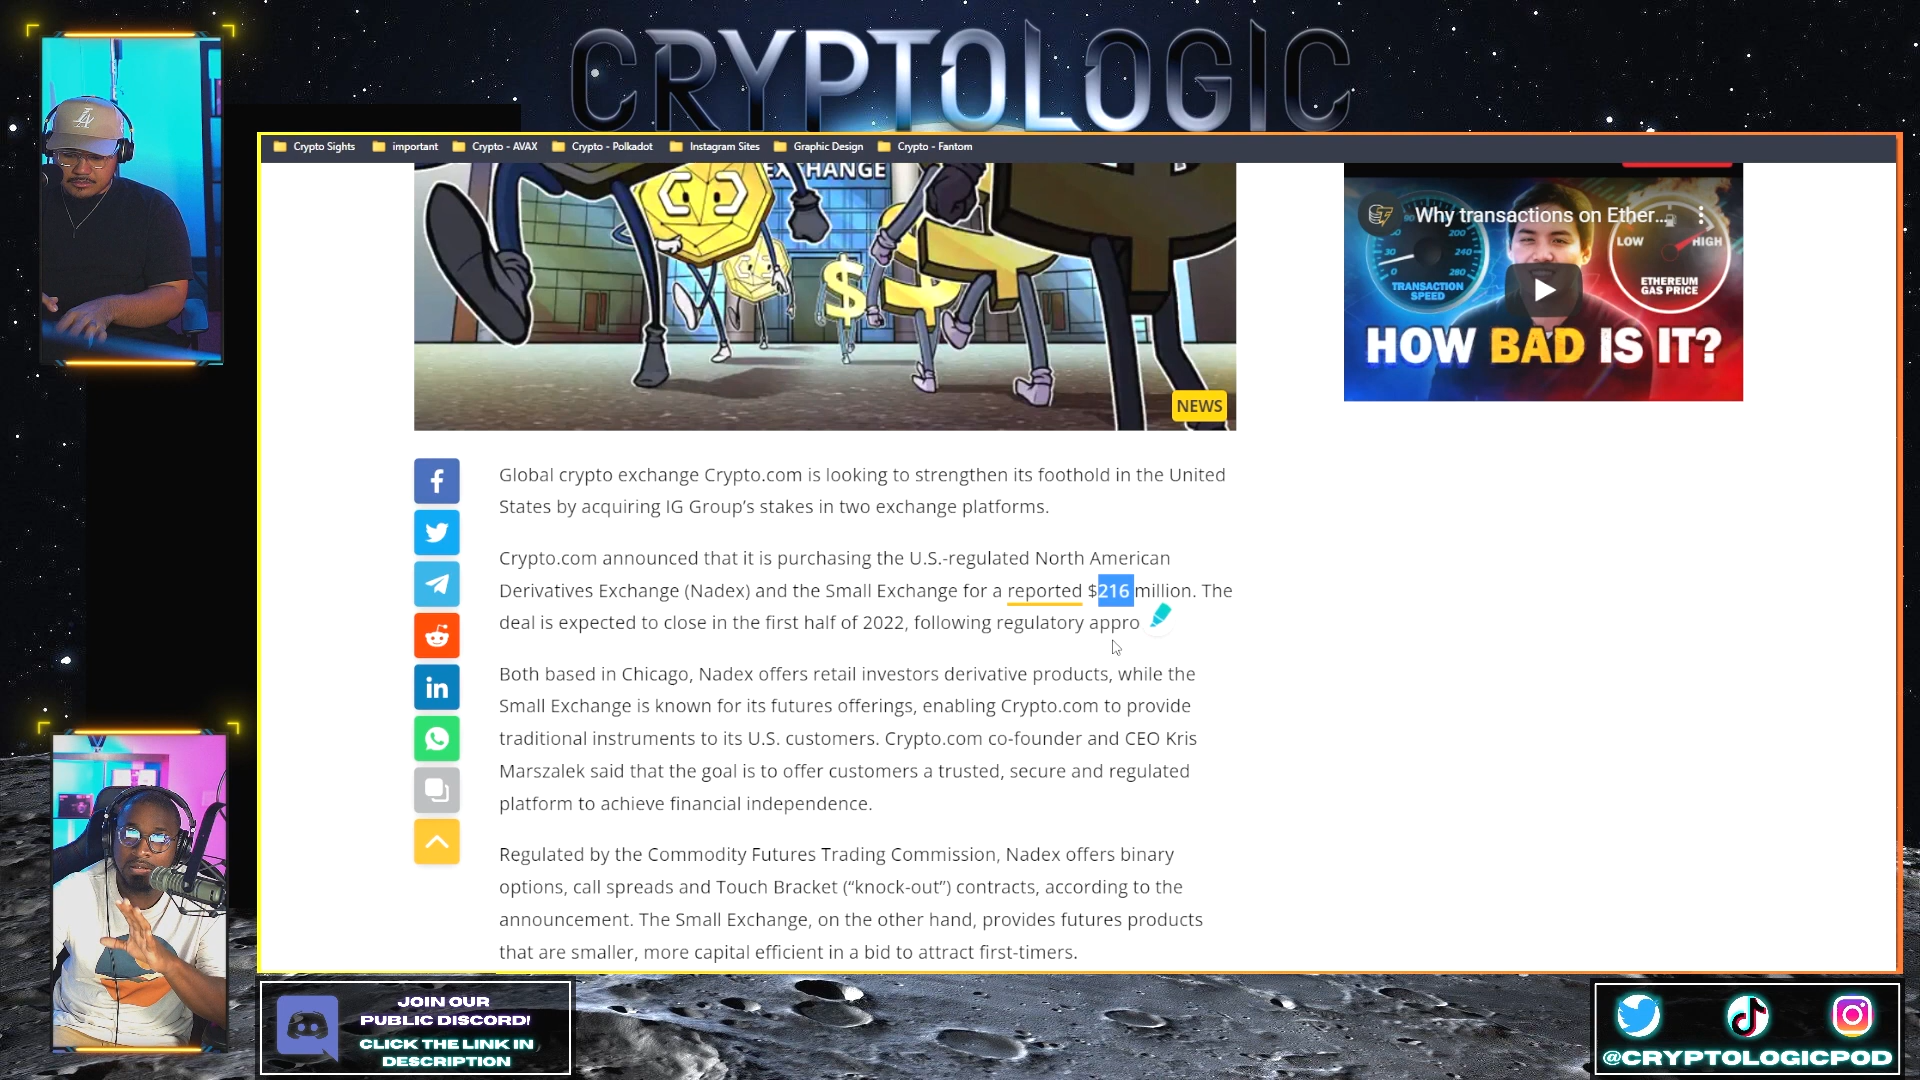 CRYPTOLOGIC
Crypto Sights
important
Crypto - AVAX
Crypto - Polkadot
Instagram Sites
Graphic Design
Crypto - Fantom
EXCHANGE
NEWS
Why transactions on Ether...
200
240
280
30
0
TRANSACTION
SPEED
LOW
HIGH
ETHEREUM
GAS PRICE
HOW BAD IS IT?
Global crypto exchange Crypto.com is looking to strengthen its foothold in the United
States by acquiring IG Group’s stakes in two exchange platforms.
Crypto.com announced that it is purchasing the U.S.-regulated North American
Derivatives Exchange (Nadex) and the Small Exchange for a reported $216 million. The
deal is expected to close in the first half of 2022, following regulatory appro
Both based in Chicago, Nadex offers retail investors derivative products, while the
Small Exchange is known for its futures offerings, enabling Crypto.com to provide
traditional instruments to its U.S. customers. Crypto.com co-founder and CEO Kris
Marszalek said that the goal is to offer customers a trusted, secure and regulated
platform to achieve financial independence.
Regulated by the Commodity Futures Trading Commission, Nadex offers binary
options, call spreads and Touch Bracket (“knock-out”) contracts, according to the
announcement. The Small Exchange, on the other hand, provides futures products
that are smaller, more capital efficient in a bid to attract first-timers.
JOIN OUR
PUBLIC DISCORD!
CLICK THE LINK IN
DESCRIPTION
@CRYPTOLOGICPOD